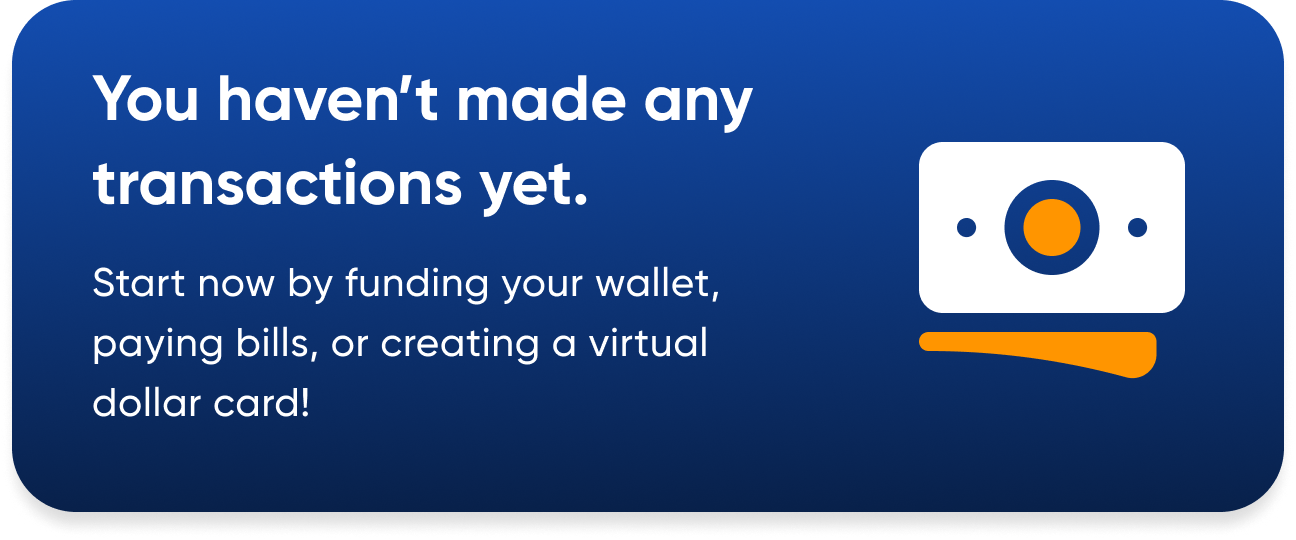 You haven’t made any
transactions yet.
Start now by funding your wallet,
paying bills, or creating a virtual
dollar card!